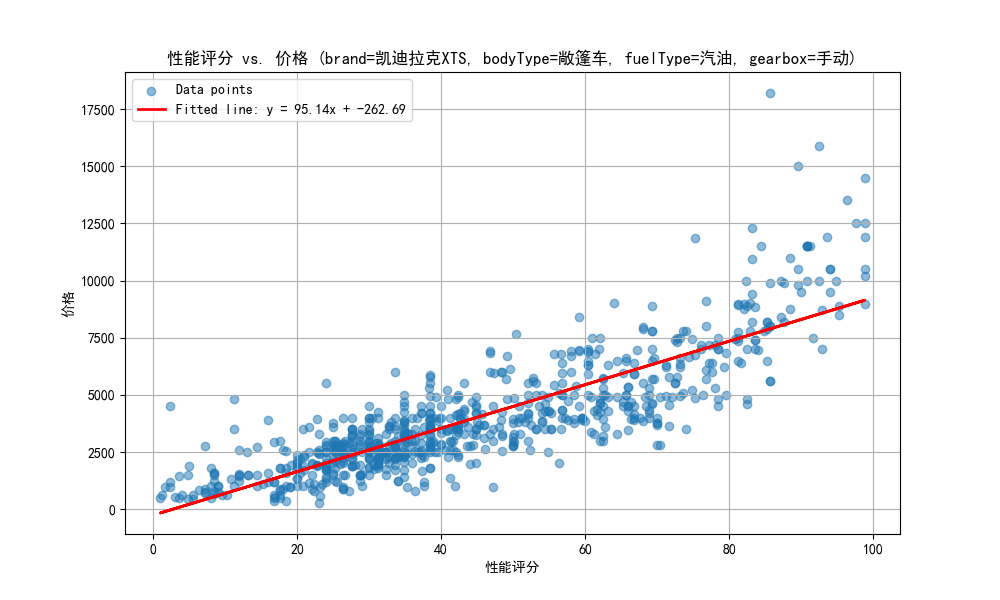 性能评分 vs. 价格 (brand=凯迪拉克XTS, bodyType=敞篷车, fuelType=汽油, gearbox=手动)
Data points
Fitted line: y = 95.14x + -262.69
17500
15000
12500
10000
7500
5000
2500
0
价格
0 20 40 60 80 100
性能评分